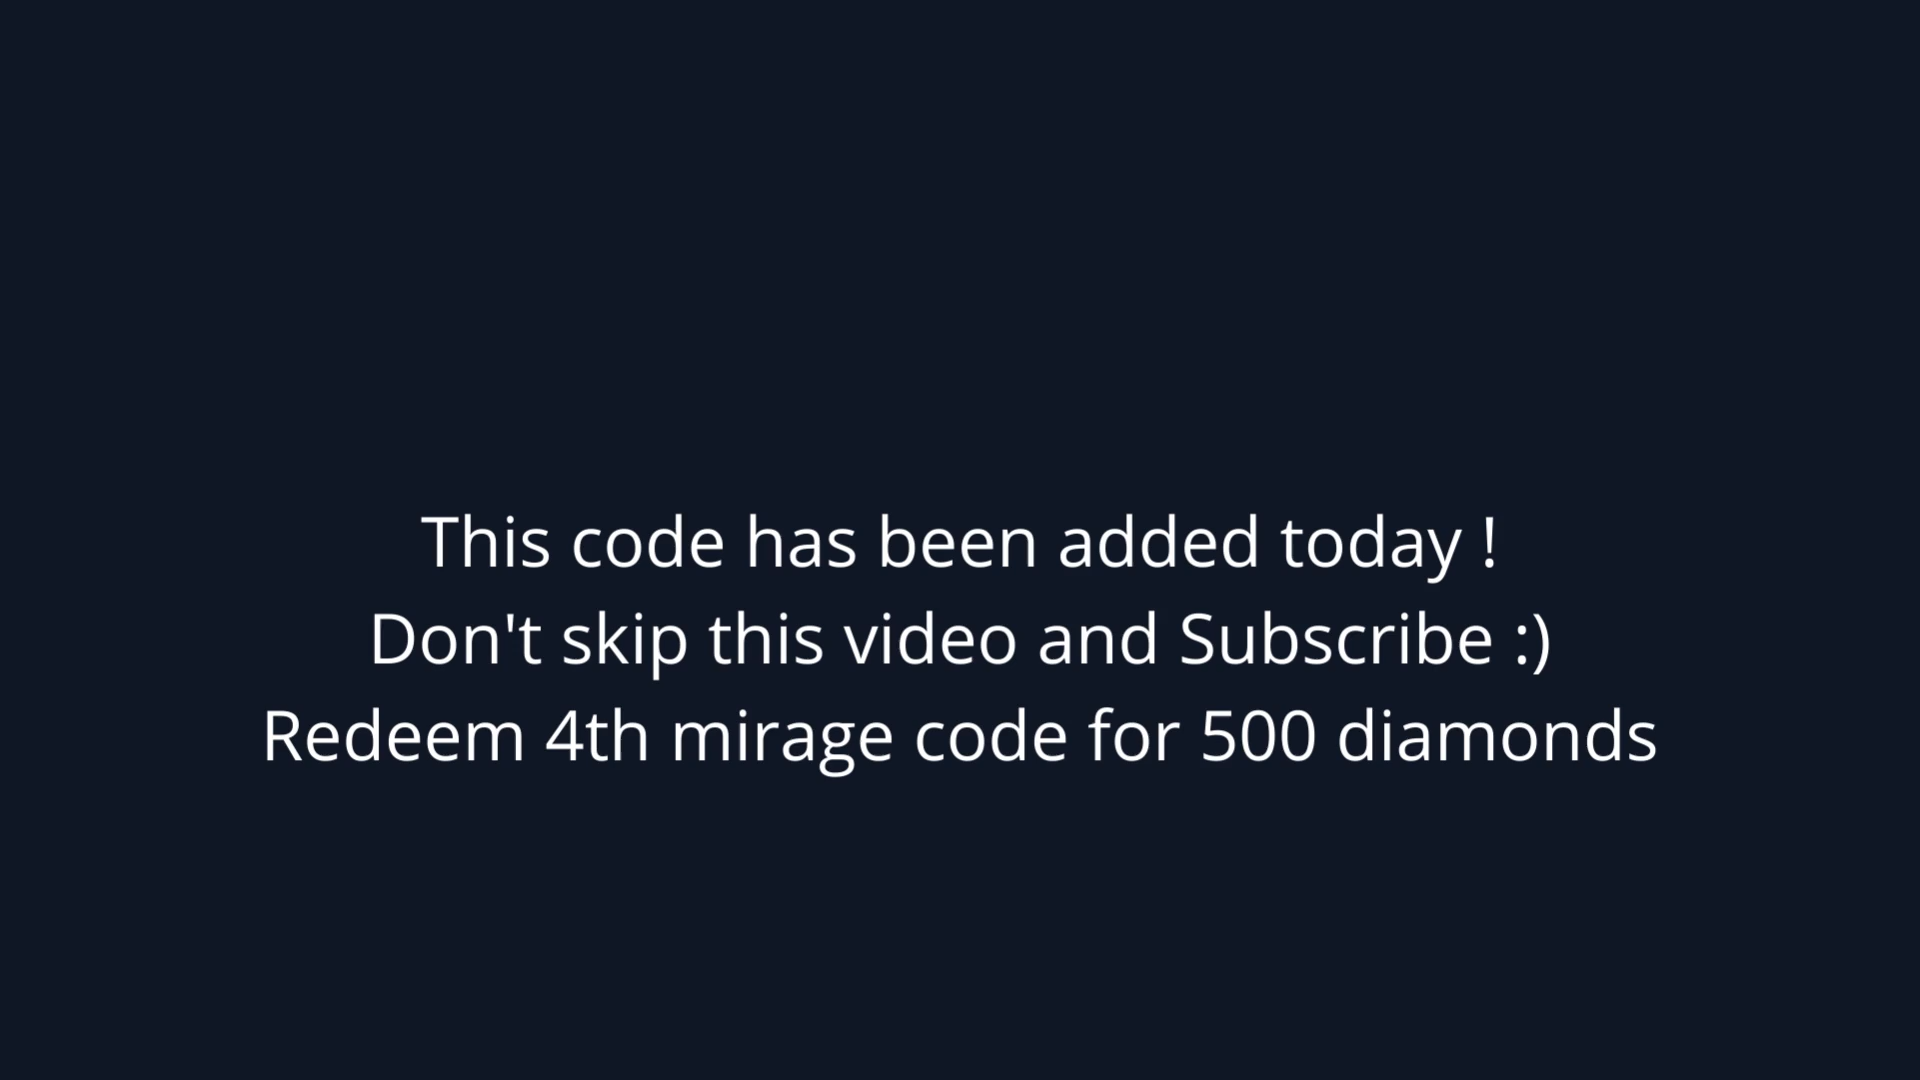 This code has been added today !
Don't skip this video and Subscribe :)
Redeem 4th mirage code for 500 diamonds